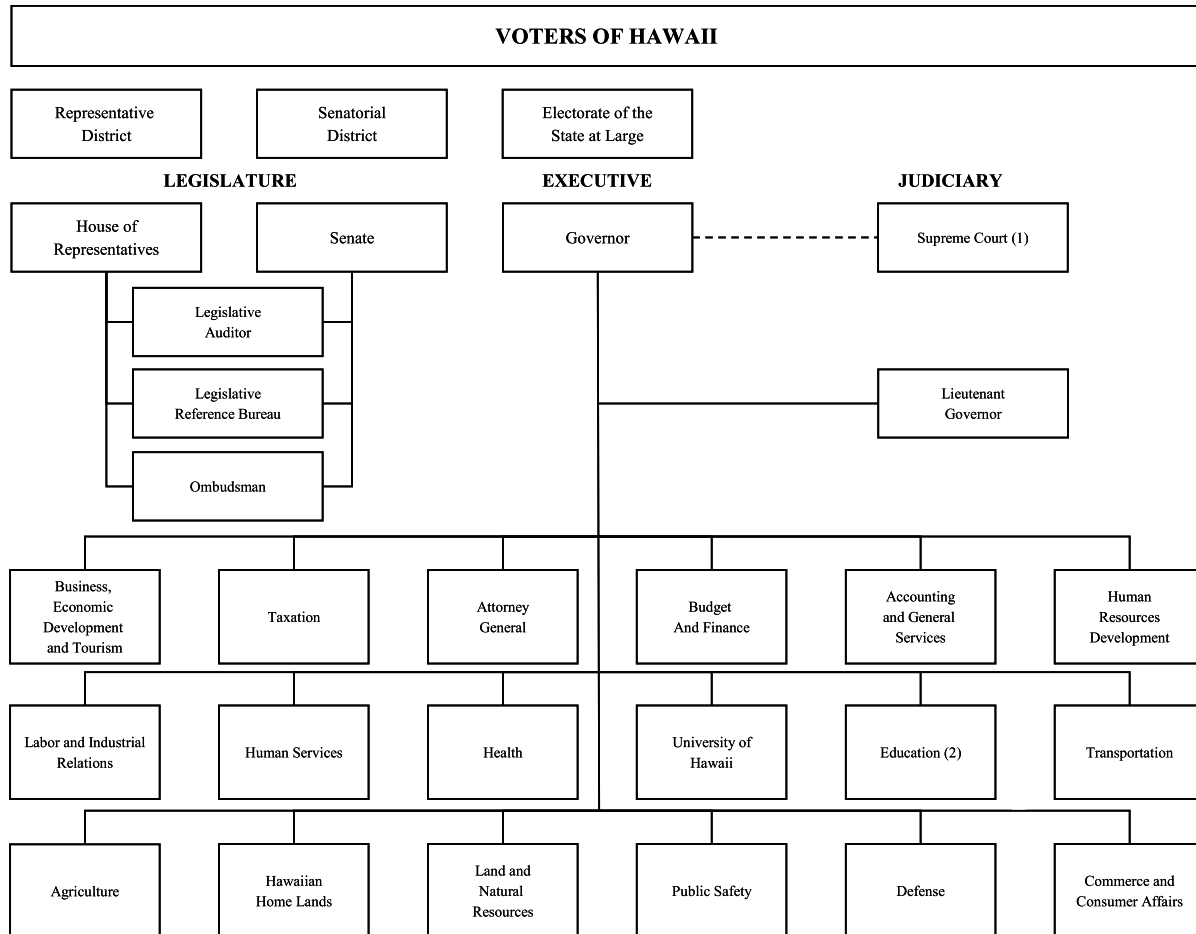 VOTERS OF HAWAII
Representative
District
Senatorial
District
Electorate of the
State at Large
LEGISLATURE
EXECUTIVE
JUDICIARY
House of
Representatives
Senate
Governor
Supreme Court (1)
Legislative
Auditor
Legislative
Reference Bureau
Lieutenant
Governor
Ombudsman
Business,
Economic
Development
and Tourism
Taxation
Attorney
General
Budget
And Finance
Accounting
and General
Services
Human
Resources
Development
Labor and Industrial
Relations
Human Services
Health
University of
Hawaii
Education (2)
Transportation
Agriculture
Hawaiian
Home Lands
Land and
Natural
Resources
Public Safety
Defense
Commerce and
Consumer Affairs